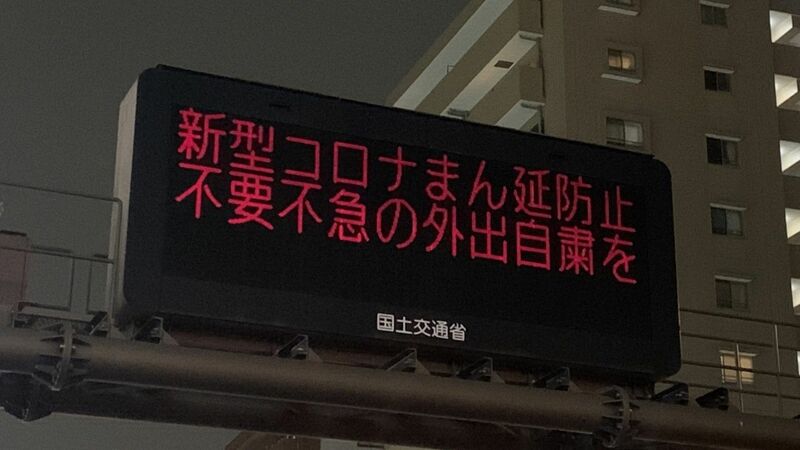 新型コロナまん延防止
不要不急の外出自粛を
国土交通省